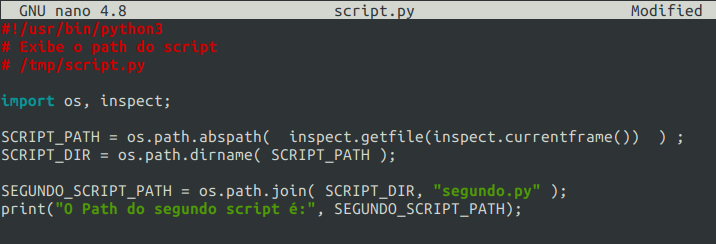 GNU nano 4.8 script.py Modified
#!/usr/bin/python3
# Exibe o path do script
# /tmp/script.py
import os, inspect;
SCRIPT_PATH = os.path.abspath(  inspect.getfile(inspect.currentframe())  ) ;
SCRIPT_DIR = os.path.dirname( SCRIPT_PATH );
SEGUNDO_SCRIPT_PATH = os.path.join( SCRIPT_DIR, "segundo.py" );
print("O Path do segundo script é:", SEGUNDO_SCRIPT_PATH);